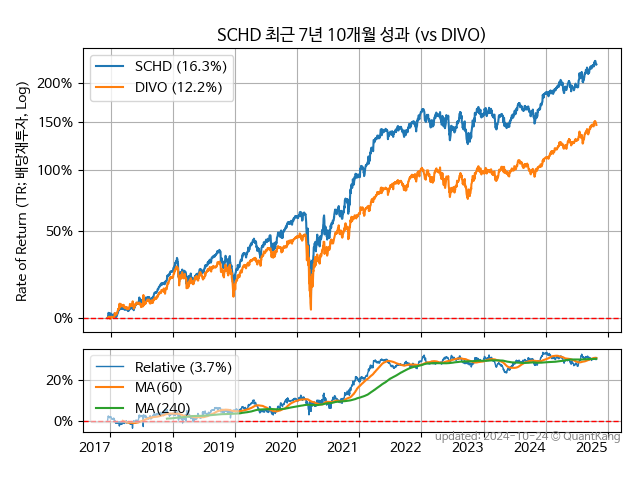 SCHD 최근 7년 10개월 성과 (vs DIVO)
Rate of Return (TR: 배당재투자, Log)
200%
150%
100%
50%
0%
SCHD (16.3%)
DIVO (12.2%)
20%
0%
Relative (3.7%)
MA(60)
MA(240)
2017 2018 2019 2020 2021 2022 2023 2024 2025
updated: 2024-10-24 © QuantKang